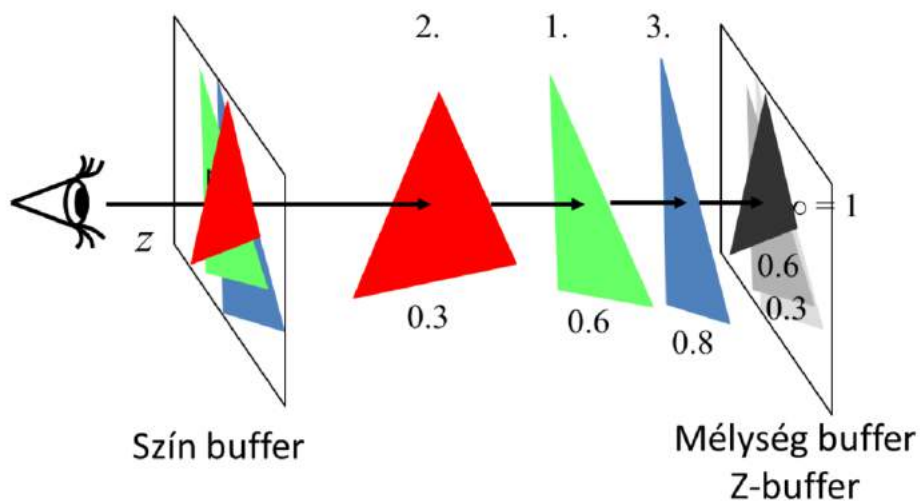 2. 1. 3.
z
= 1
0.6
0.3
0.3
0.6
0.8
Szín buffer
Mélység buffer
Z-buffer